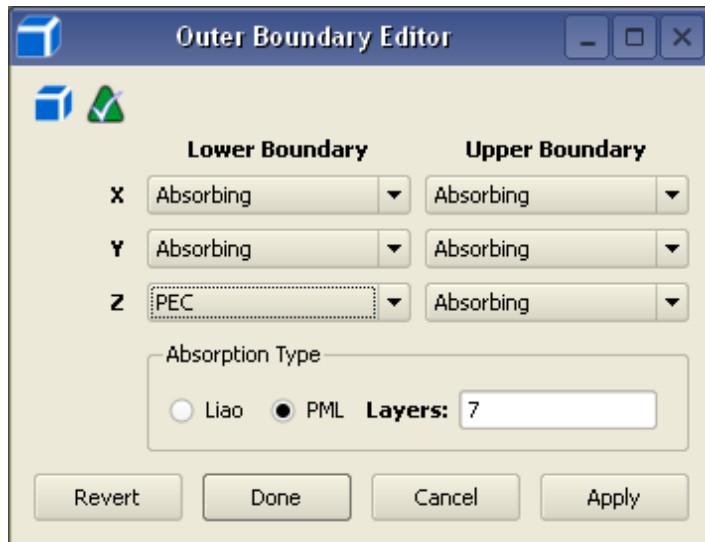 Outer Boundary Editor
Lower Boundary Upper Boundary
X Absorbing Absorbing
Y Absorbing Absorbing
Z PEC Absorbing
Absorption Type
Liao PML Layers: 7
Revert Done Cancel Apply